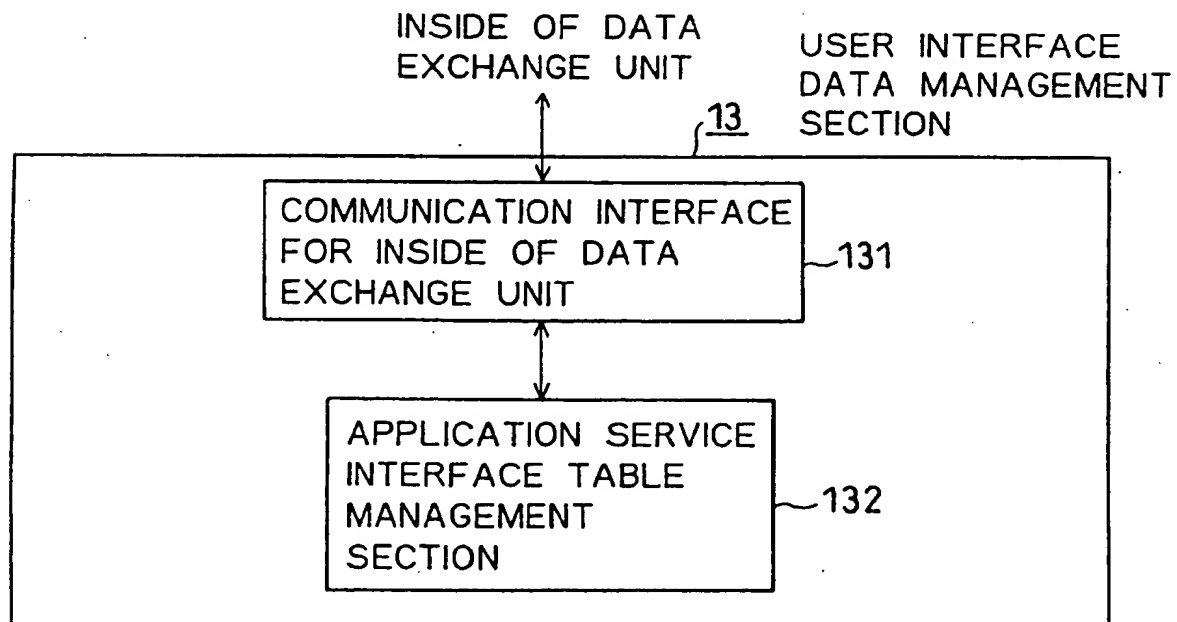 INSIDE OF DATA
EXCHANGE UNIT
USER INTERFACE
DATA MANAGEMENT
SECTION
13
COMMUNICATION INTERFACE
FOR INSIDE OF DATA
EXCHANGE UNIT
131
APPLICATION SERVICE
INTERFACE TABLE
MANAGEMENT
SECTION
132